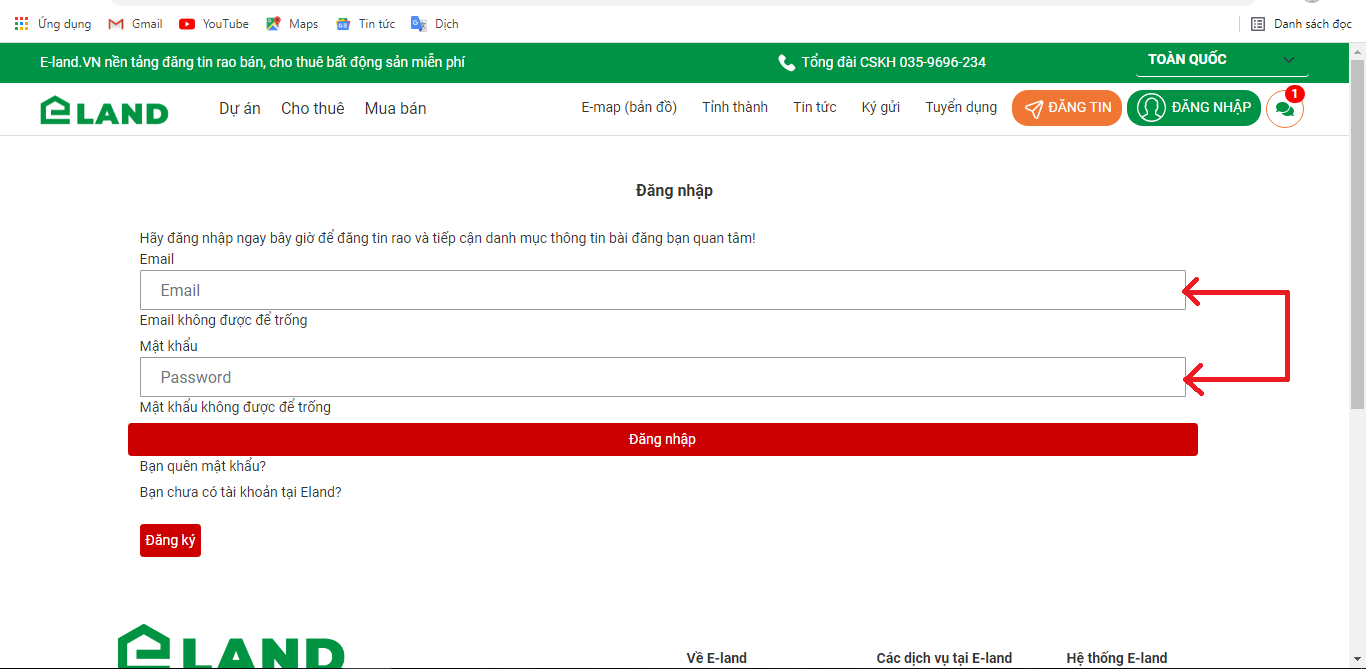 Ứng dụng Gmail YouTube Maps Tin tức Dịch Danh sách đọc
E-land.VN nền tảng đăng tin rao bán, cho thuê bất động sản miễn phí Tổng đài CSKH 035-9696-234 TOÀN QUỐC
eLAND Dự án Cho thuê Mua bán E-map (bản đồ) Tỉnh thành Tin tức Ký gửi Tuyển dụng ĐĂNG TIN ĐĂNG NHẬP 1
Đăng nhập
Hãy đăng nhập ngay bây giờ để đăng tin rao và tiếp cận danh mục thông tin bài đăng bạn quan tâm!
Email
Email
Email không được để trống
Mật khẩu
Password
Mật khẩu không được để trống
Đăng nhập
Bạn quên mật khẩu?
Bạn chưa có tài khoản tại Eland?
Đăng ký
eLAND
Về E-land Các dịch vụ tại E-land Hệ thống E-land